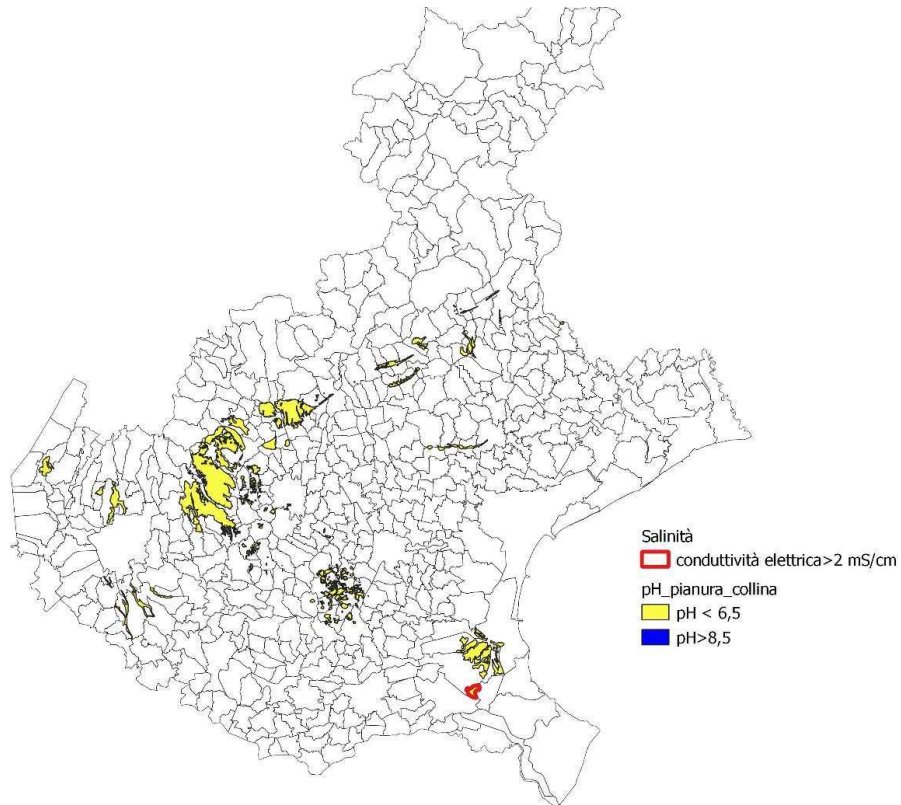 Salinità
conduttività elettrica>2 mS/cm
pH_pianura_collina
pH < 6,5
pH>8,5